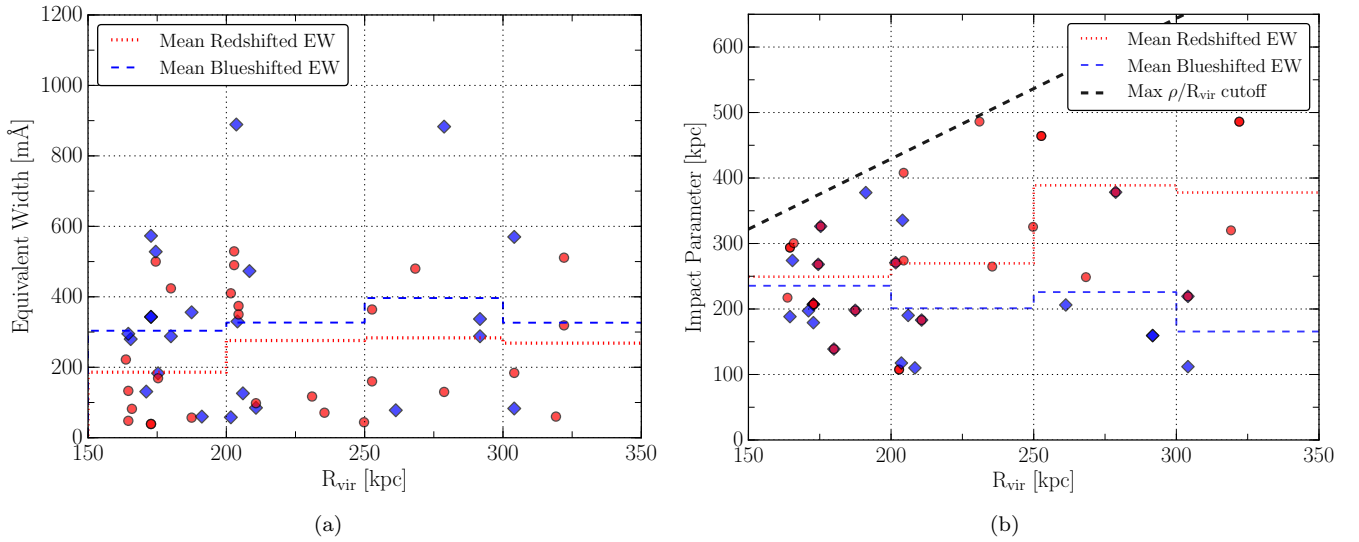 1200
1000
800
600
400
200
0
Equivalent Width [mÅ]
Mean Redshifted EW
Mean Blueshifted EW
150 200 250 300 350
R_vir [kpc]
(a)
600
500
400
300
200
100
0
Impact Parameter [kpc]
Mean Redshifted EW
Mean Blueshifted EW
Max ρ/R_vir cutoff
150 200 250 300 350
R_vir [kpc]
(b)